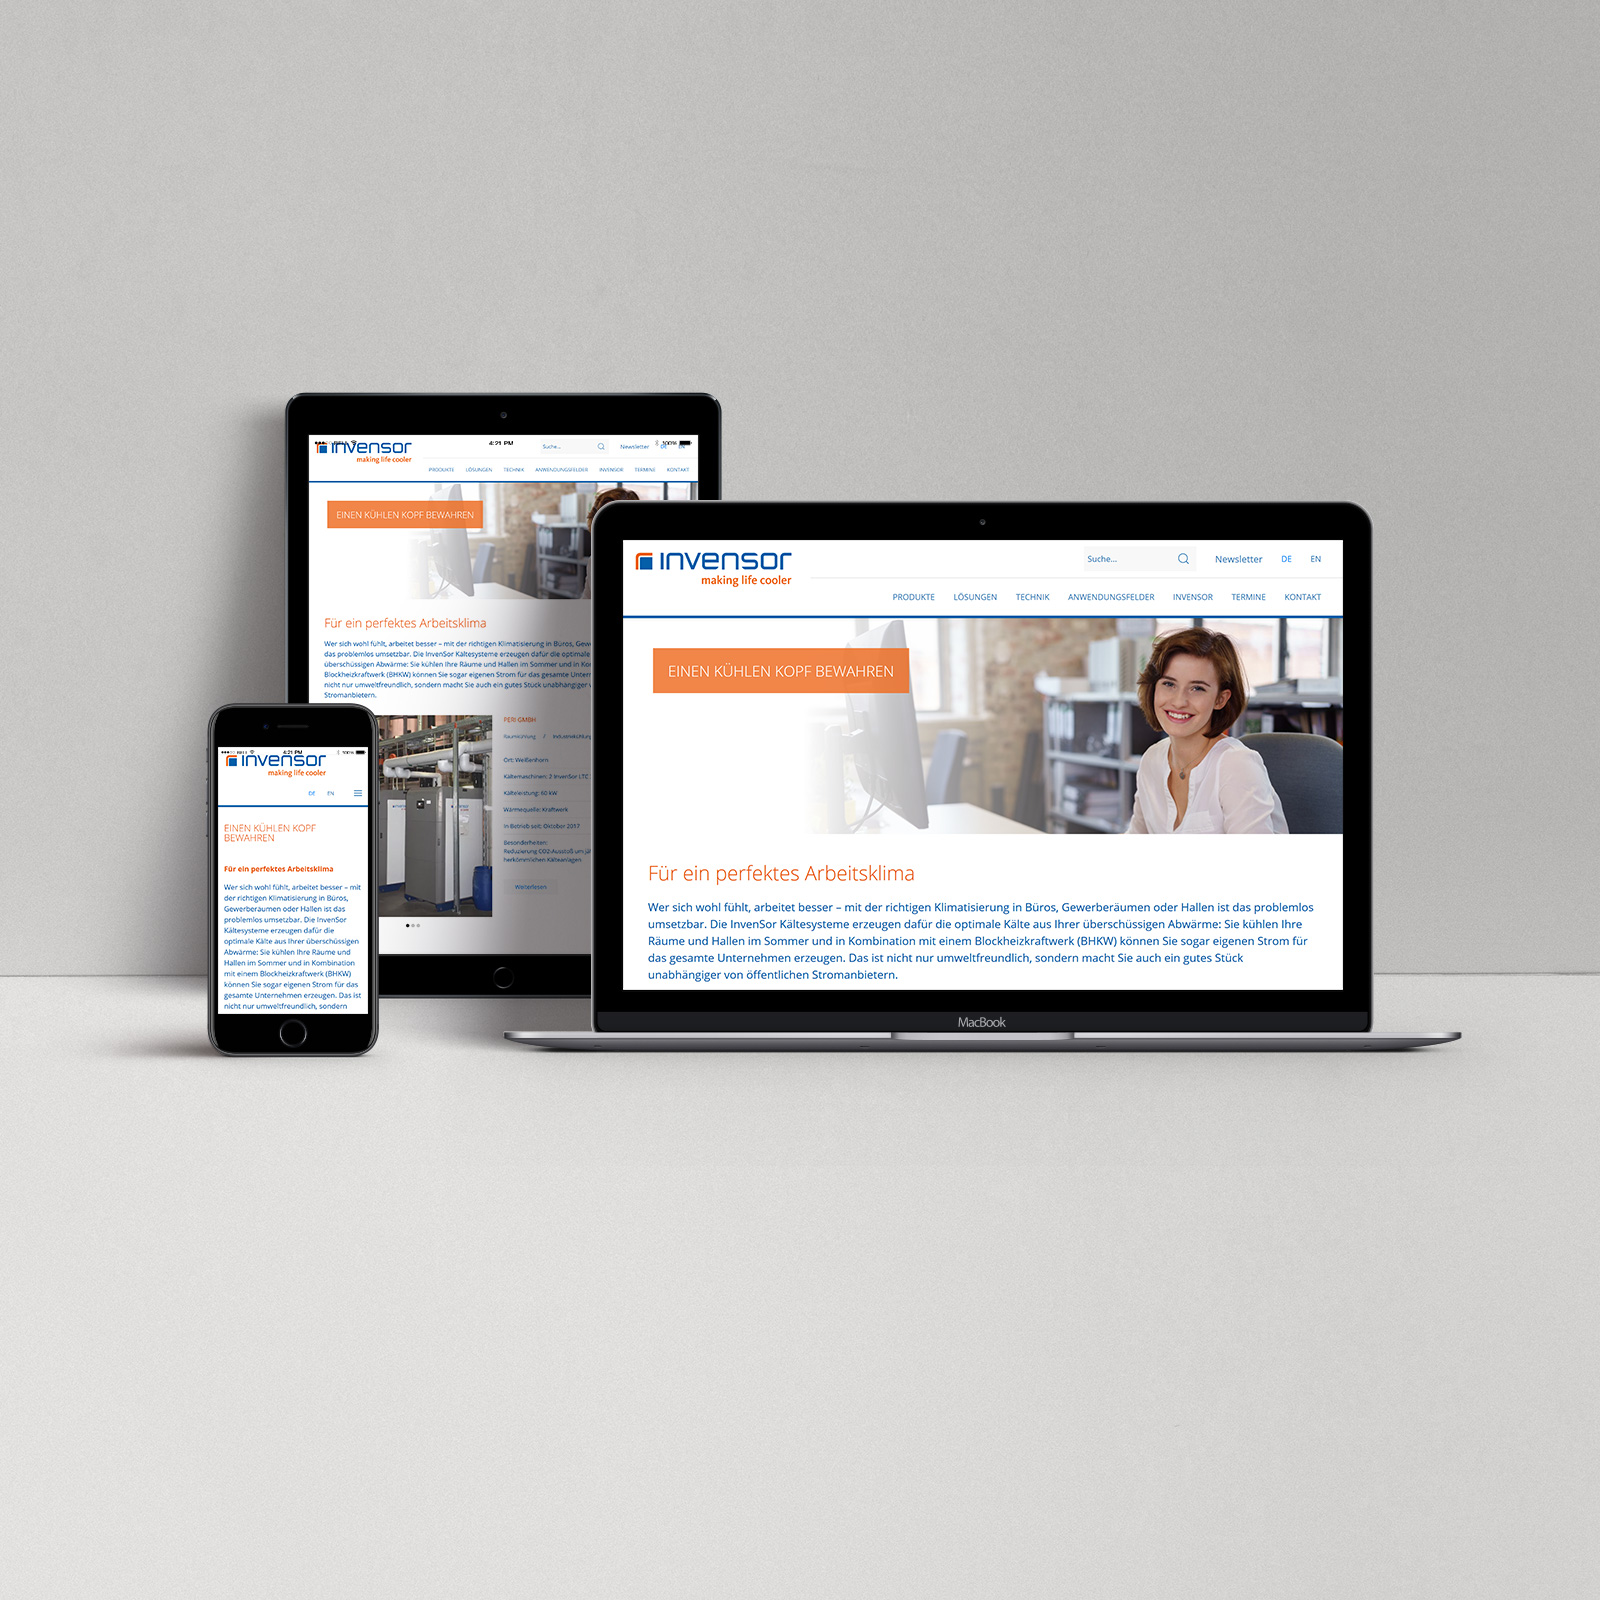 ●●●○○ BELL 4:21 PM 100%
invensor
making life cooler
Suche...
Newsletter DE EN
PRODUKTE LÖSUNGEN TECHNIK ANWENDUNGSFELDER INVENSOR TERMINE KONTAKT
EINEN KÜHLEN KOPF BEWAHREN
Für ein perfektes Arbeitsklima
Wer sich wohl fühlt, arbeitet besser – mit der richtigen Klimatisierung in Büros, Gew
das problemlos umsetzbar. Die InvenSor Kältesysteme erzeugen dafür die optimale
überschüssigen Abwärme: Sie kühlen Ihre Räume und Hallen im Sommer und in Ko
Blockheizkraftwerk (BHKW) können Sie sogar eigenen Strom für das gesamte Untern
nicht nur umweltfreundlich, sondern macht Sie auch ein gutes Stück unabhängiger v
Stromanbietern.
PERI GMBH
Raumkühlung / Industriekühlung
Ort: Weißenhorn
Kältemaschinen: 2 InvenSor LTC
Kälteleistung: 60 kW
Wärmequelle: Kraftwerk
In Betrieb seit: Oktober 2017
Besonderheiten:
Reduzierung CO2-Ausstoß um jä
herkömmlichen Kälteanlagen
Weiterlesen
●●●○○ BELL 4:21 PM 100%
invensor
making life cooler
DE EN
EINEN KÜHLEN KOPF
BEWAHREN
Für ein perfektes Arbeitsklima
Wer sich wohl fühlt, arbeitet besser – mit
der richtigen Klimatisierung in Büros,
Gewerberäumen oder Hallen ist das
problemlos umsetzbar. Die InvenSor
Kältesysteme erzeugen dafür die
optimale Kälte aus Ihrer überschüssigen
Abwärme: Sie kühlen Ihre Räume und
Hallen im Sommer und in Kombination
mit einem Blockheizkraftwerk (BHKW)
können Sie sogar eigenen Strom für das
gesamte Unternehmen erzeugen. Das ist
nicht nur umweltfreundlich, sondern
invensor
making life cooler
Suche...
Newsletter DE EN
PRODUKTE LÖSUNGEN TECHNIK ANWENDUNGSFELDER INVENSOR TERMINE KONTAKT
EINEN KÜHLEN KOPF BEWAHREN
Für ein perfektes Arbeitsklima
Wer sich wohl fühlt, arbeitet besser – mit der richtigen Klimatisierung in Büros, Gewerberäumen oder Hallen ist das problemlos
umsetzbar. Die InvenSor Kältesysteme erzeugen dafür die optimale Kälte aus Ihrer überschüssigen Abwärme: Sie kühlen Ihre
Räume und Hallen im Sommer und in Kombination mit einem Blockheizkraftwerk (BHKW) können Sie sogar eigenen Strom für
das gesamte Unternehmen erzeugen. Das ist nicht nur umweltfreundlich, sondern macht Sie auch ein gutes Stück
unabhängiger von öffentlichen Stromanbietern.
MacBook